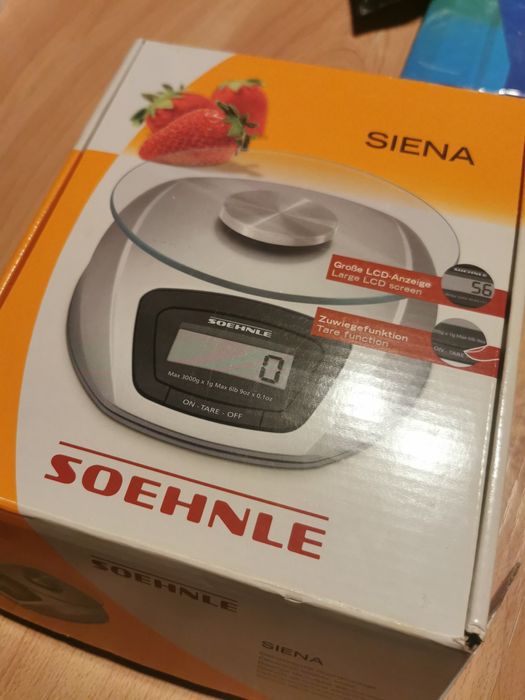 SIENA
SOEHNLE
56
Große LCD-Anzeige
Large LCD screen
Zuwiegefunktion
Tare function
ON · TARE
SOEHNLE
0
Max 3000g x 1g Max 6lb 9oz x 0.1oz
ON · TARE · OFF
SOEHNLE
SOEHNLE
SIENA